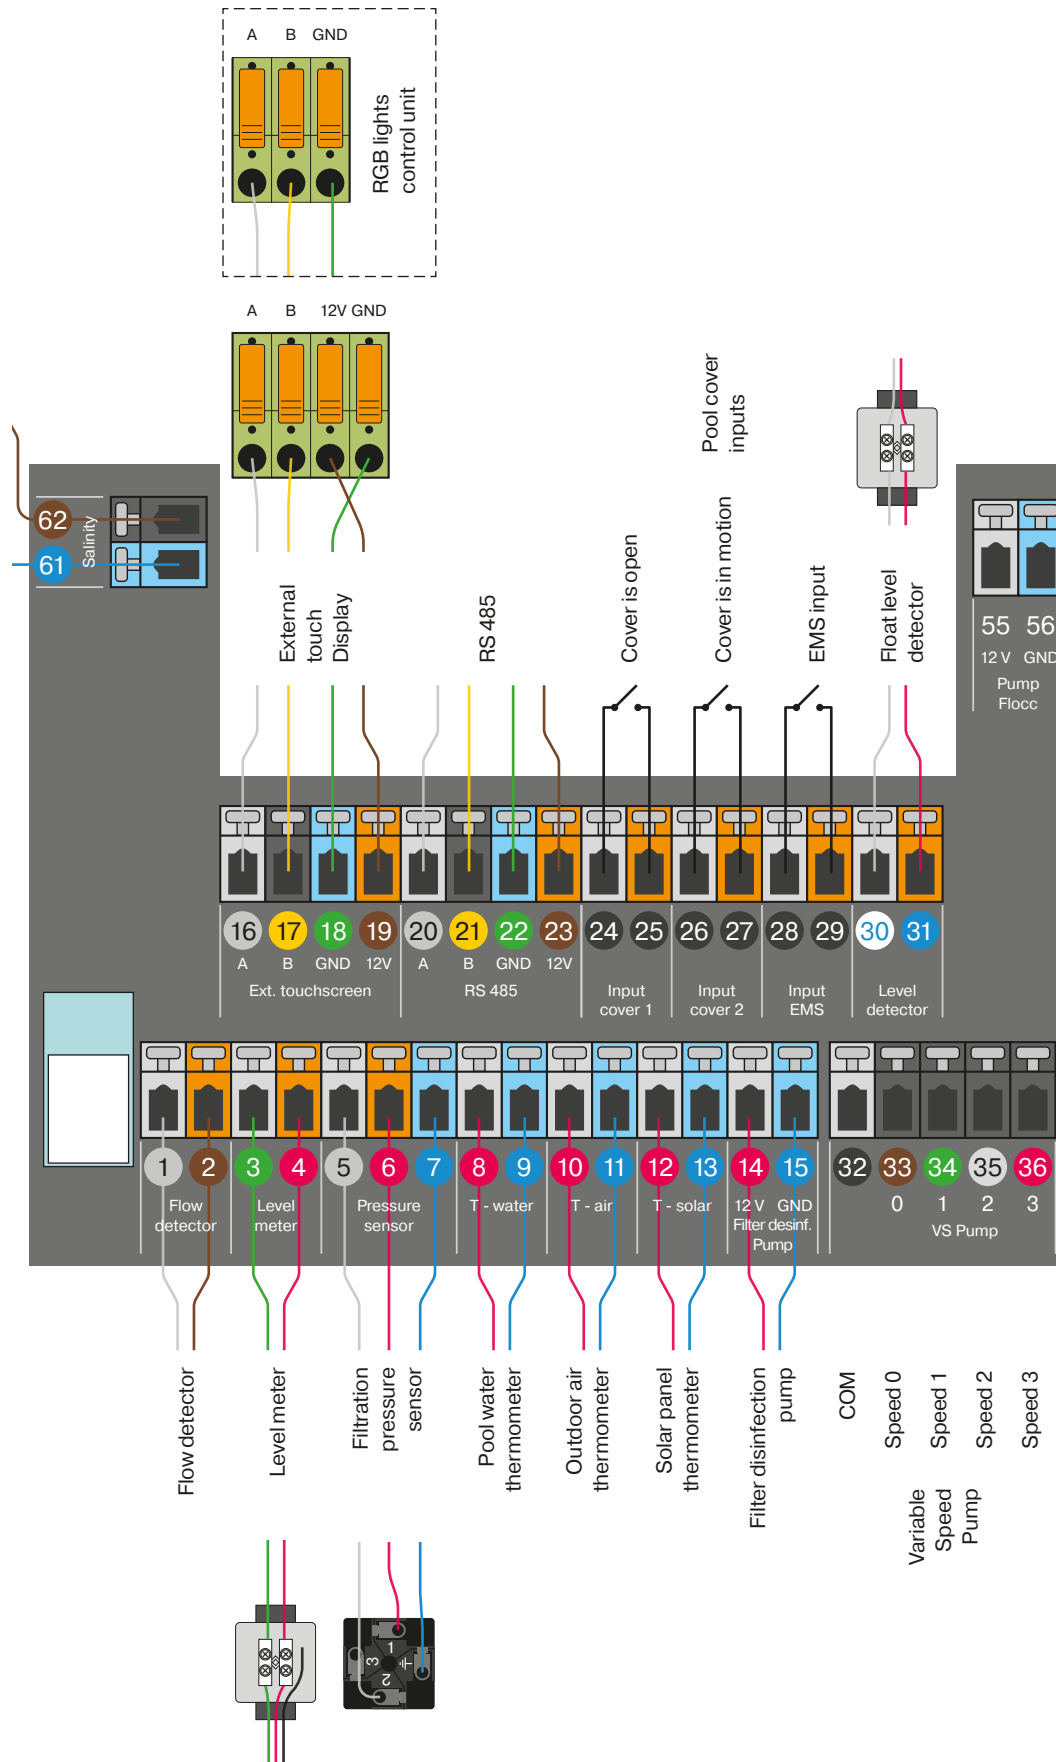 A B GND
RGB lights
control unit
A B 12V GND
Pool cover
inputs
62
61
Salinity
External
touch
Display
RS 485
Cover is open
Cover is in motion
EMS input
Float level
detector
55 56
12 V GND
Pump
Flocc
16 17 18 19 20 21 22 23 24 25 26 27 28 29 30 31
A B GND 12V A B GND 12V
Ext. touchscreen
RS 485
Input
cover 1
Input
cover 2
Input
EMS
Level
detector
1 2 3 4 5 6 7 8 9 10 11 12 13 14 15 32 33 34 35 36
0 1 2 3
Flow
detector
Level
meter
Pressure
sensor
T - water
T - air
T - solar
12 V GND
Filter desinf.
Pump
VS Pump
Flow detector
Level meter
Filtration
pressure
sensor
Pool water
thermometer
Outdoor air
thermometer
Solar panel
thermometer
Filter disinfection
pump
COM
Speed 0
Speed 1
Speed 2
Speed 3
Variable
Speed
Pump
1
3
2